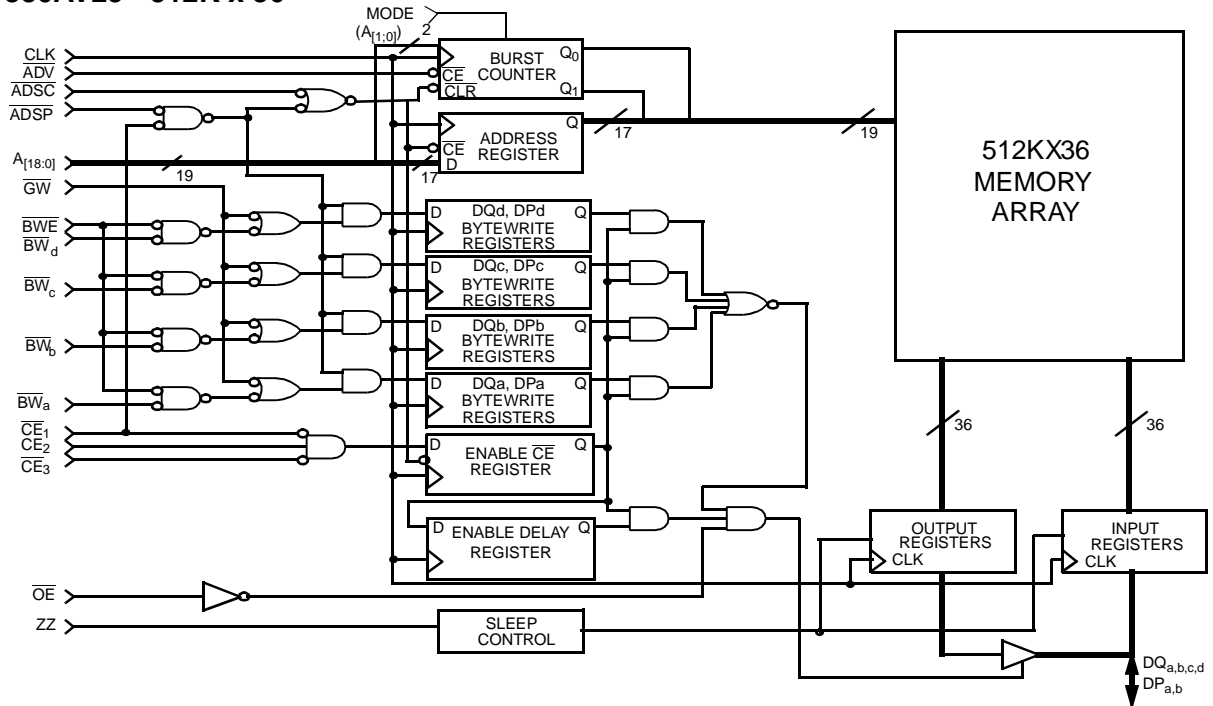 MODE
(A[1;0])
2
17
CLK
ADV
ADSC
ADSP
A[18:0]
19
17
GW
BWE
BWd
BWc
BWb
BWa
CE1
CE2
CE3
OE
ZZ
BURST
COUNTER
CE
CLR
Q0
Q1
ADDRESS
REGISTER
CE
D
Q
17
19
512KX36
MEMORY
ARRAY
D DQd, DPd Q
BYTEWRITE
REGISTERS
D DQc, DPc Q
BYTEWRITE
REGISTERS
D DQb, DPb Q
BYTEWRITE
REGISTERS
D DQa, DPa Q
BYTEWRITE
REGISTERS
D ENABLE CE Q
REGISTER
D ENABLE DELAY Q
REGISTER
36
36
OUTPUT
REGISTERS
CLK
INPUT
REGISTERS
CLK
SLEEP
CONTROL
DQa,b,c,d
DPa,b